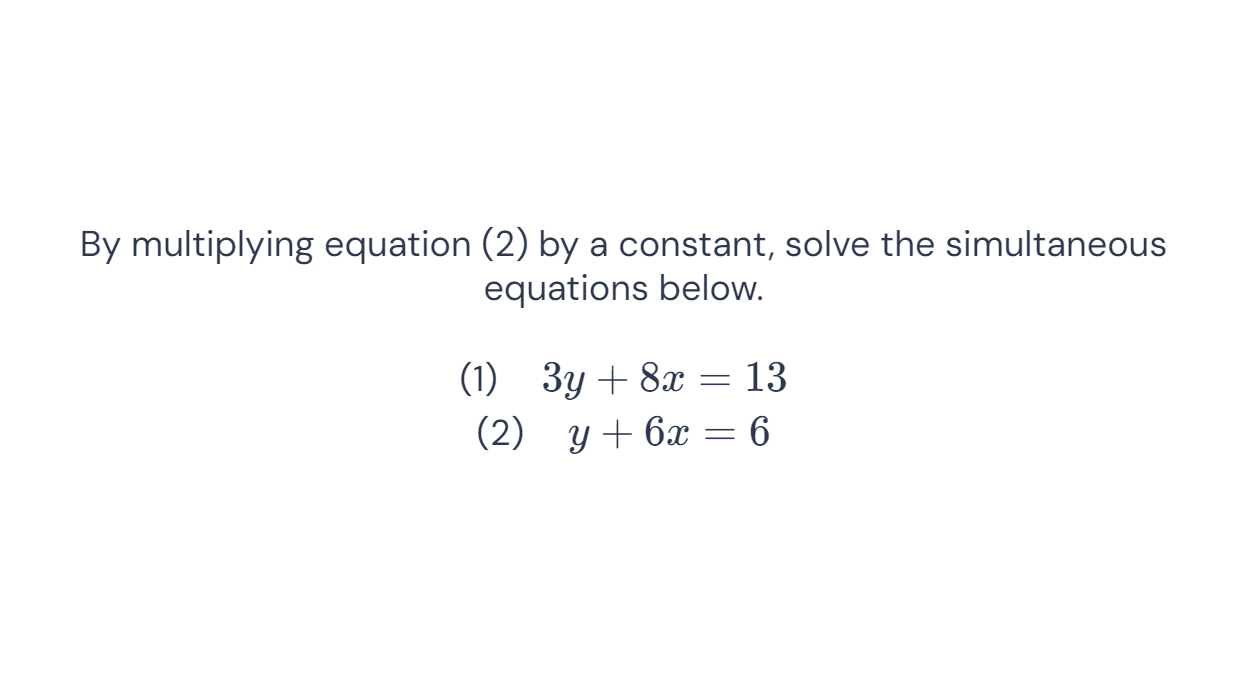 By multiplying equation (2) by a constant, solve the simultaneous
equations below.
(1) 3y + 8x = 13
(2) y + 6x = 6